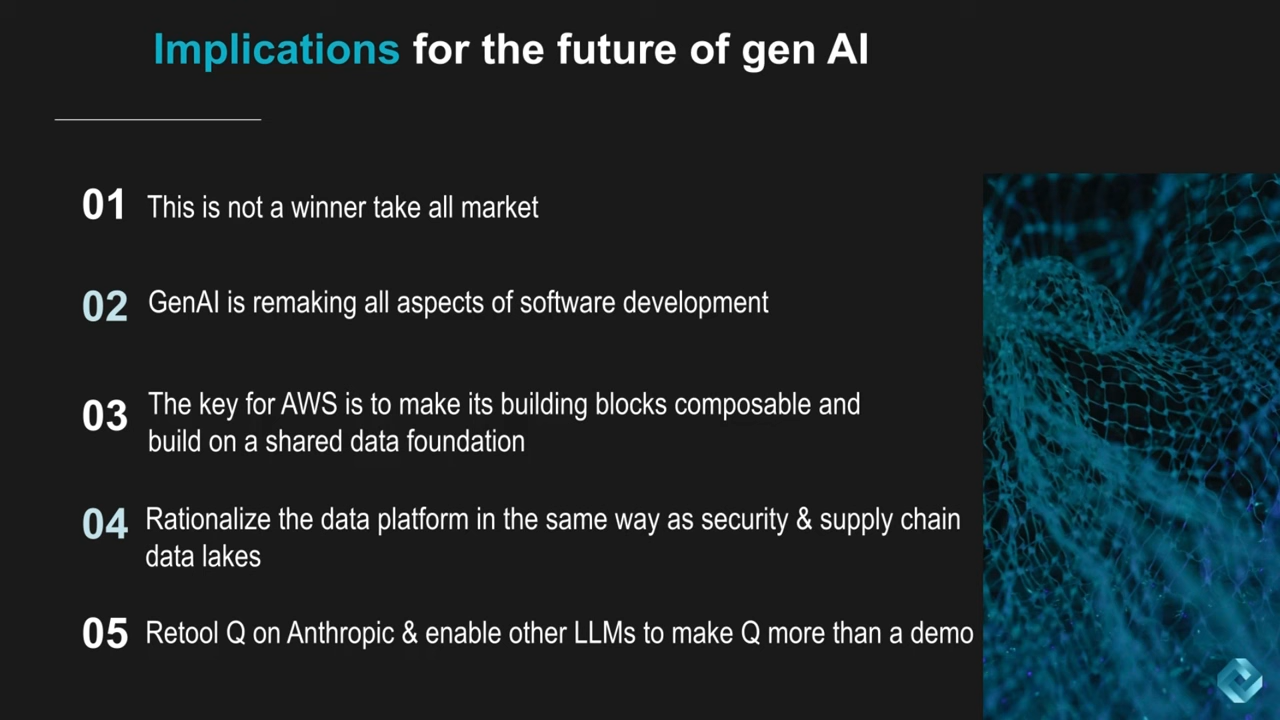 Implications for the future of gen AI
01 This is not a winner take all market
02 GenAI is remaking all aspects of software development
03 The key for AWS is to make its building blocks composable and
build on a shared data foundation
04 Rationalize the data platform in the same way as security & supply chain
data lakes
05 Retool Q on Anthropic & enable other LLMs to make Q more than a demo